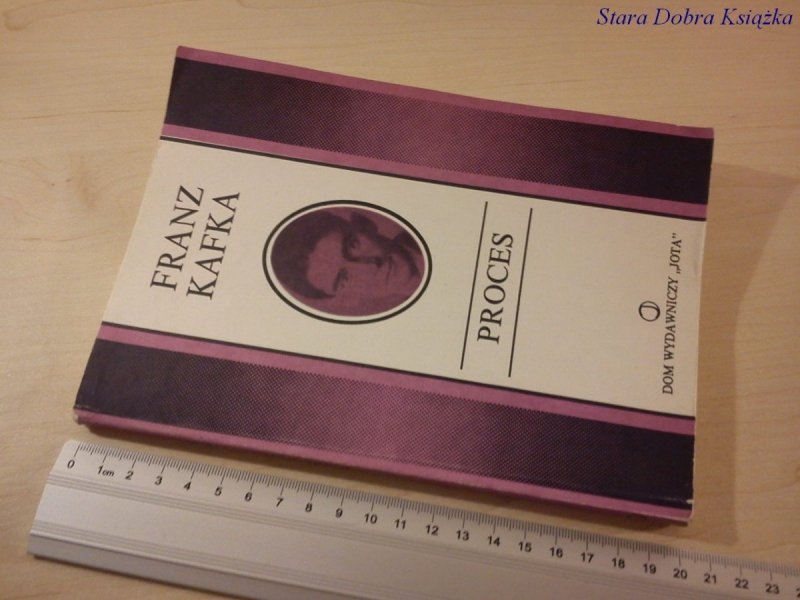 Stara Dobra Książka
FRANZ
KAFKA
PROCES
DOM WYDAWNICZY „JOTA”
0 1cm 2 3 4 5 6 7 8 9 10 11 12 13 14 15 16 17 18 19 20 21 22 23